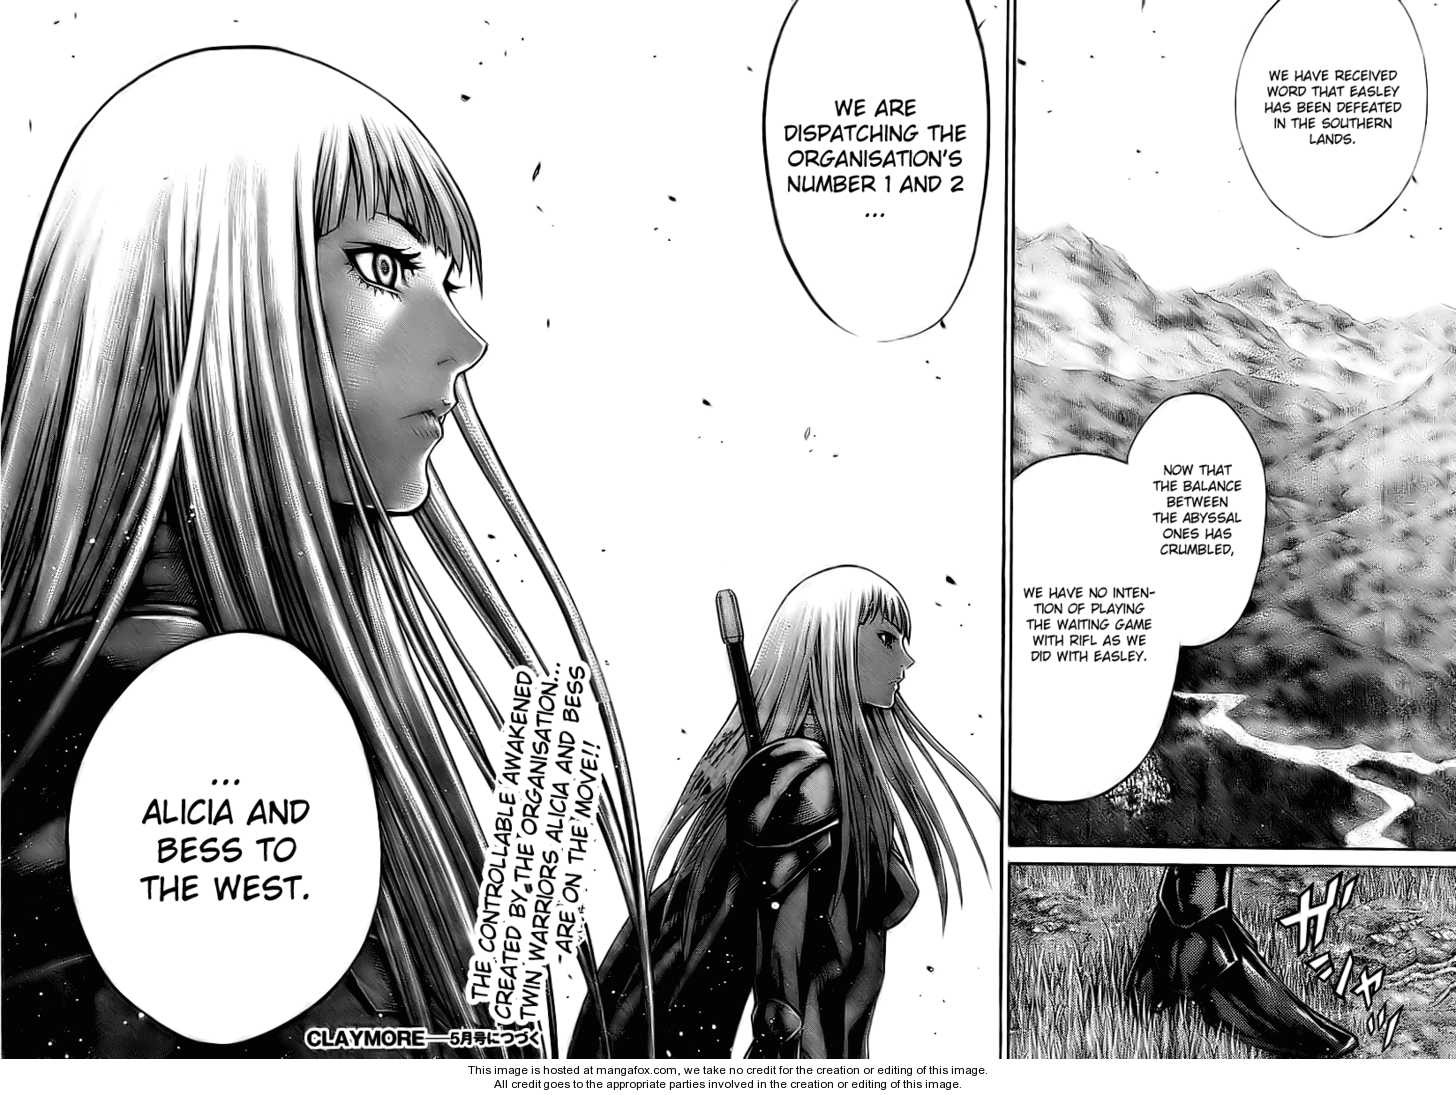 WE HAVE RECEIVED
WORD THAT EASLEY
HAS BEEN DEFEATED
IN THE SOUTHERN
LANDS.
NOW THAT
THE BALANCE
BETWEEN
THE ABYSSAL
ONES HAS
CRUMBLED,
WE HAVE NO INTEN-
TION OF PLAYING
THE WAITING GAME
WITH RIFL AS WE
DID WITH EASLEY.
ザッ
ジャッ
WE ARE
DISPATCHING THE
ORGANISATION'S
NUMBER 1 AND 2
...
...
ALICIA AND
BESS TO
THE WEST.
THE CONTROLLABLE AWAKENED
CREATED BY THE ORGANISATION...
TWIN WARRIORS ALICIA AND BESS
ARE ON THE MOVE!!
CLAYMORE—5月号につづく
This image is hosted at mangafox.com, we take no credit for the creation or editing of this image.
All credit goes to the appropriate parties involved in the creation or editing of this image.